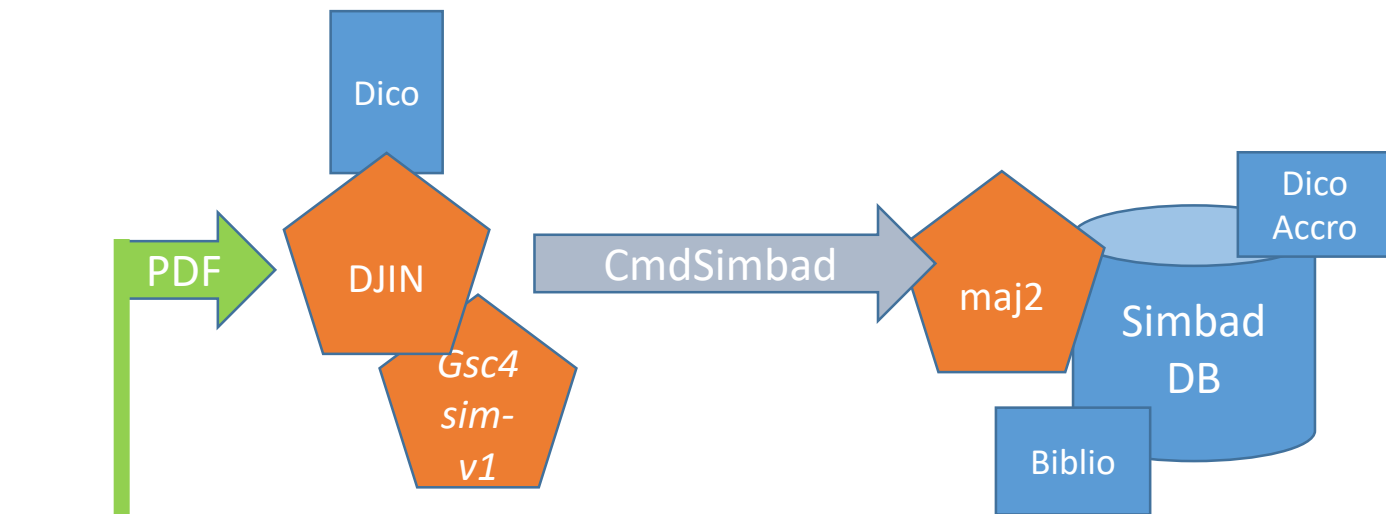 Dico
PDF
DJIN
Gsc4
sim-
v1
CmdSimbad
maj2
Dico
Accro
Simbad
DB
Biblio